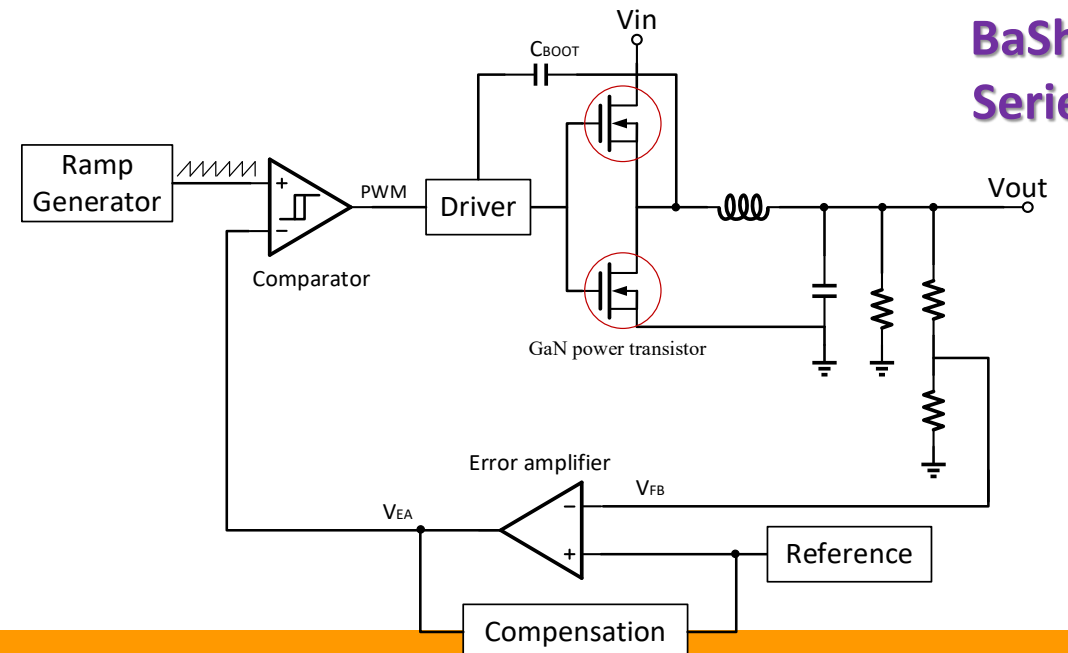 Vin
CBOOT
BaSh
Serie
Ramp
Generator
+
−
PWM
Driver
Comparator
Vout
GaN power transistor
Error amplifier
VEA
VFB
−
+
Reference
Compensation